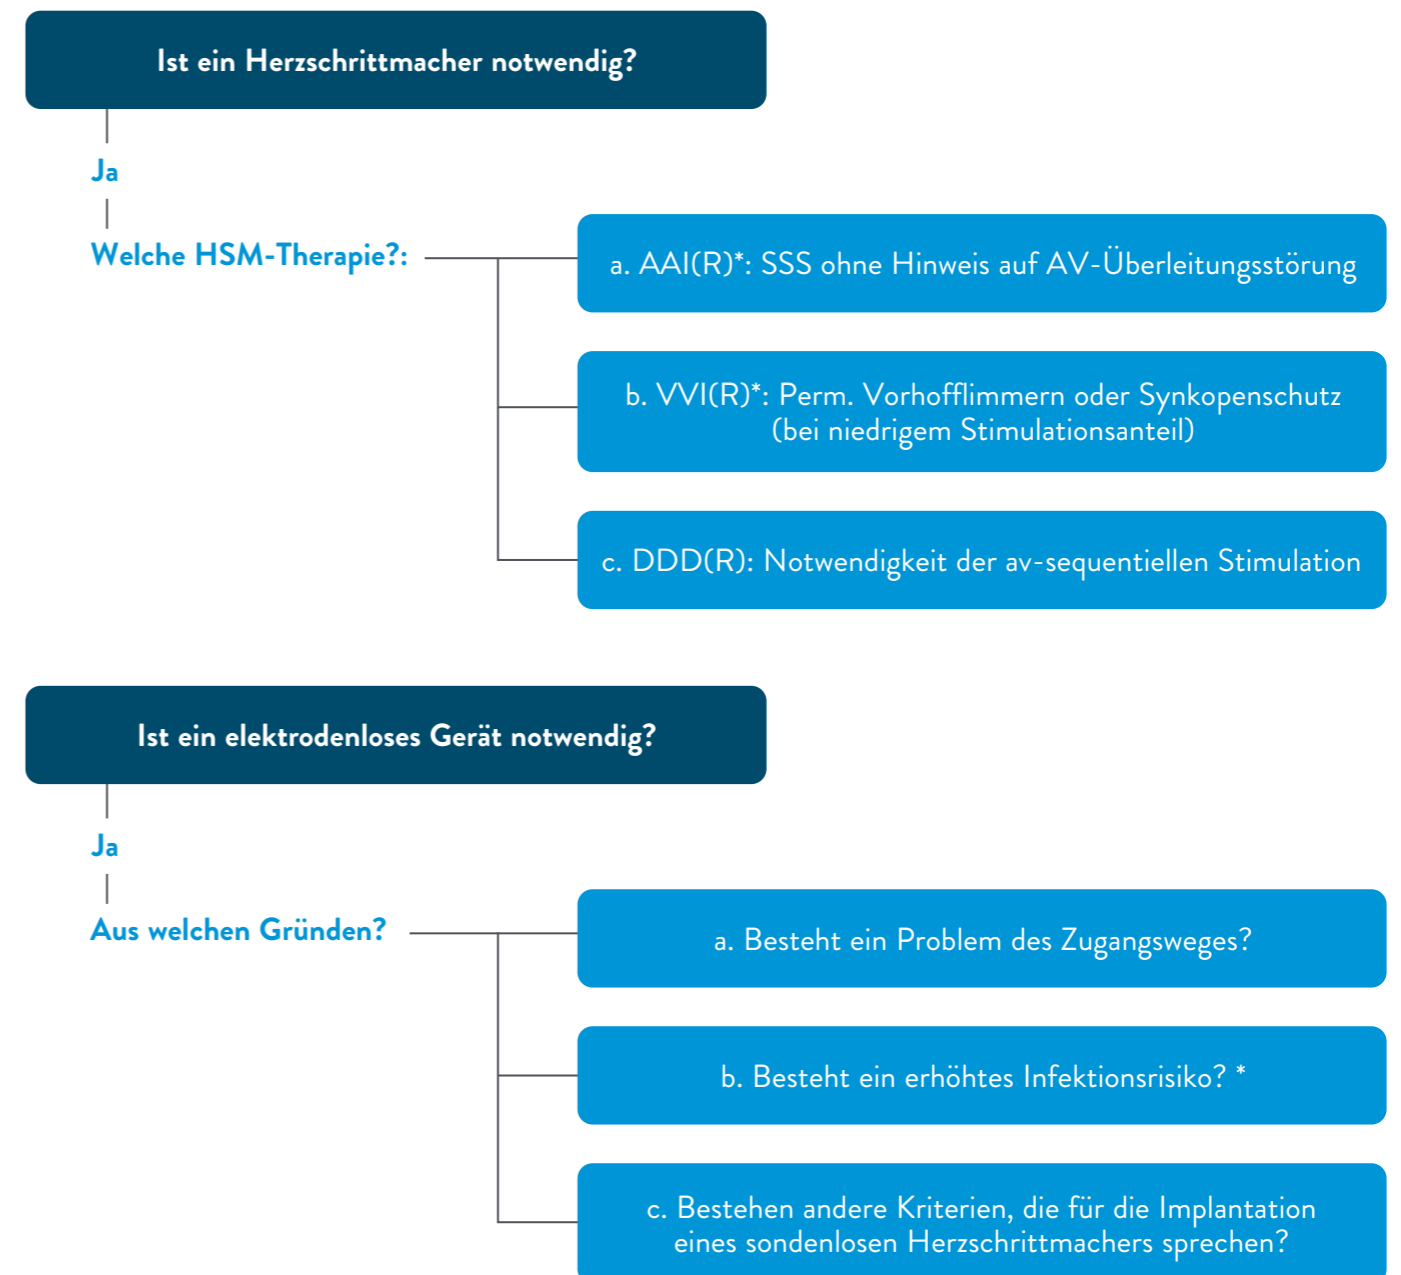 Ist ein Herzschrittmacher notwendig?
Ja
Welche HSM-Therapie?:
a. AAI(R)*: SSS ohne Hinweis auf AV-Überleitungsstörung
b. VVI(R)*: Perm. Vorhofflimmern oder Synkopenschutz
(bei niedrigem Stimulationsanteil)
c. DDD(R): Notwendigkeit der av-sequentiellen Stimulation
Ist ein elektrodenloses Gerät notwendig?
Ja
Aus welchen Gründen?
a. Besteht ein Problem des Zugangsweges?
b. Besteht ein erhöhtes Infektionsrisiko? *
c. Bestehen andere Kriterien, die für die Implantation
eines sondenlosen Herzschrittmachers sprechen?